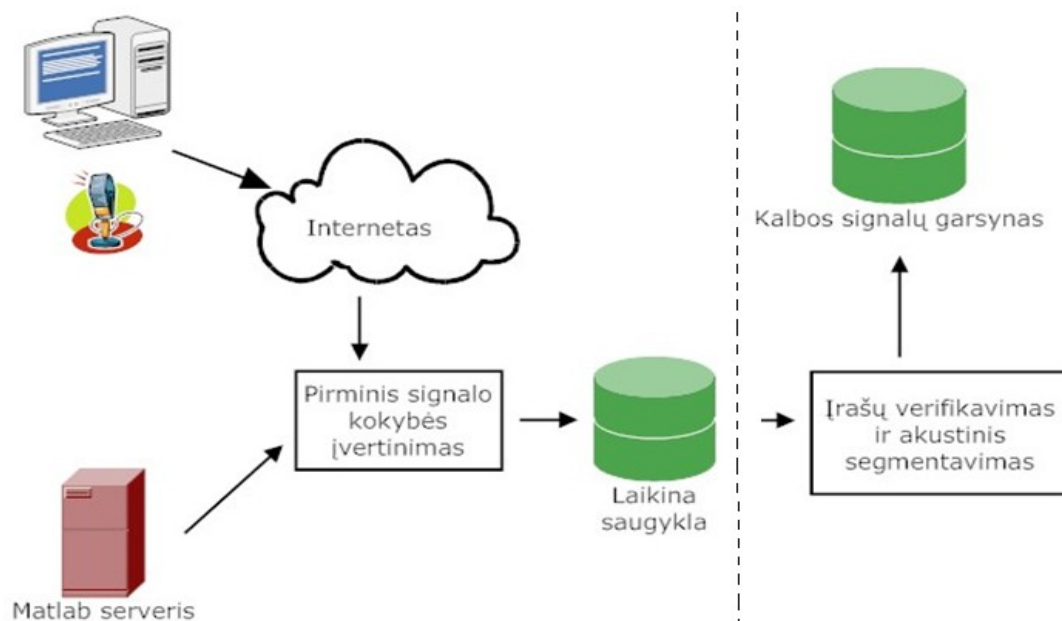 Internetas
Pirminis signalo
kokybės
įvertinimas
Matlab serveris
Laikina
saugykla
Įrašų verifikavimas
ir akustinis
segmentavimas
Kalbos signalų garsynas